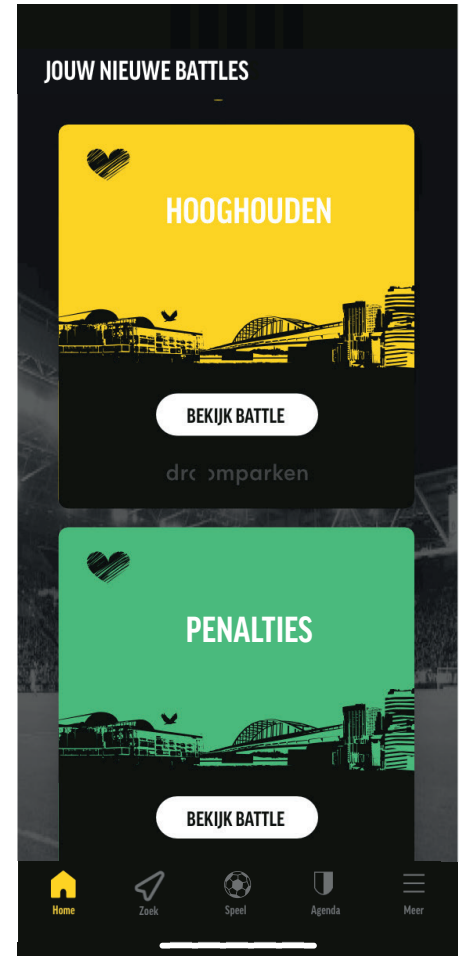 JOUW NIEUWE BATTLES
HOOGHOUDEN
BEKIJK BATTLE
PENALTIES
BEKIJK BATTLE
Home
Zoek
Speel
Agenda
Meer